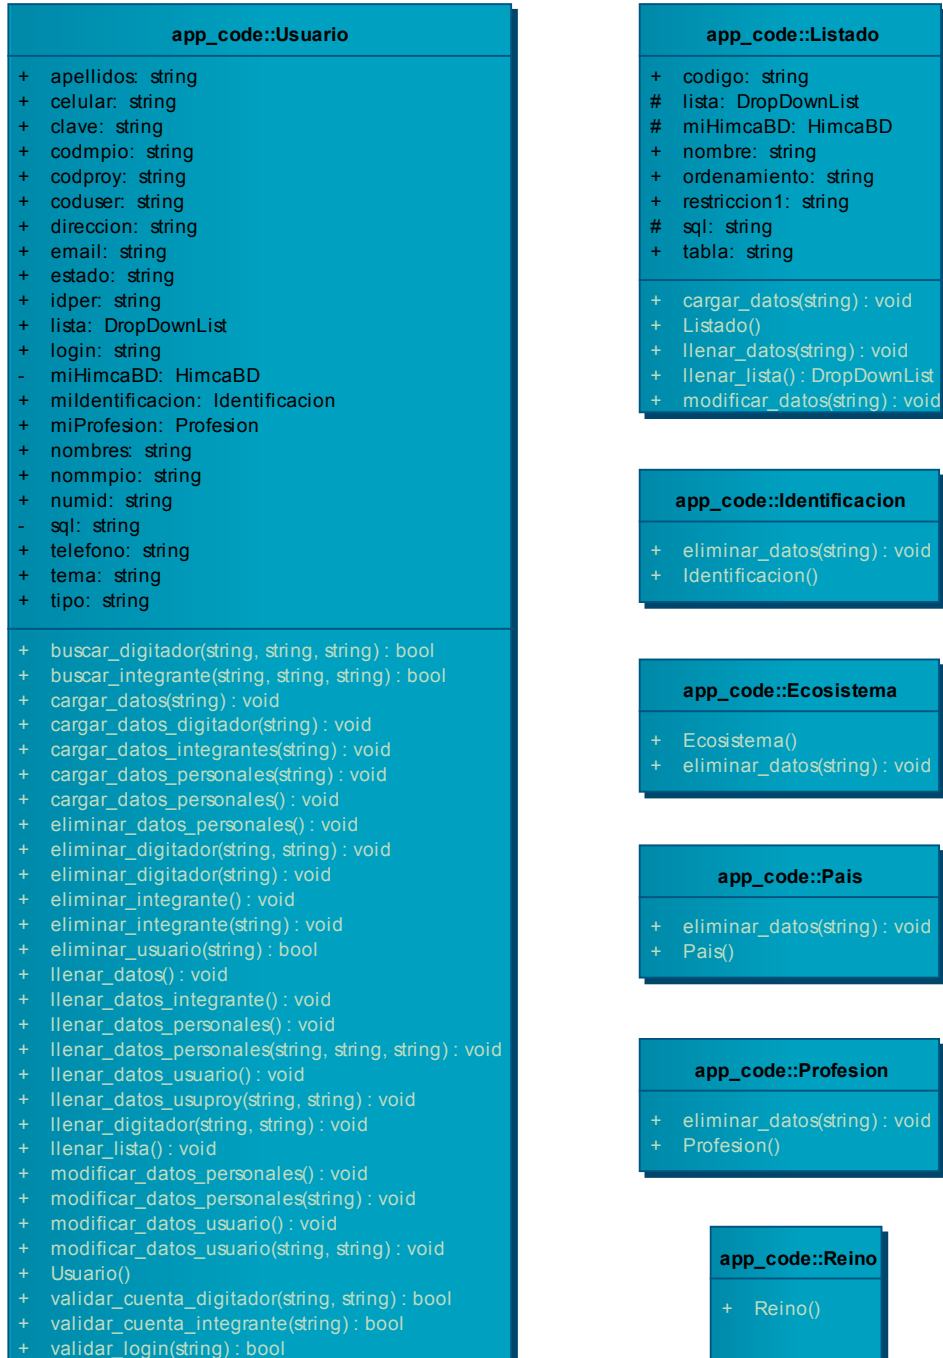 app_code::Usuario
+ apellidos: string
+ celular: string
+ clave: string
+ codmpio: string
+ codproy: string
+ coduser: string
+ direccion: string
+ email: string
+ estado: string
+ idper: string
+ lista: DropDownList
+ login: string
- miHimcaBD: HimcaBD
+ miIdentificacion: Identificacion
+ miProfesion: Profesion
+ nombres: string
+ nommpio: string
+ numid: string
- sql: string
+ telefono: string
+ tema: string
+ tipo: string
+ buscar_digitador(string, string, string) : bool
+ buscar_integrante(string, string, string) : bool
+ cargar_datos(string) : void
+ cargar_datos_digitador(string) : void
+ cargar_datos_integrantes(string) : void
+ cargar_datos_personales(string) : void
+ cargar_datos_personales() : void
+ eliminar_datos_personales() : void
+ eliminar_digitador(string, string) : void
+ eliminar_digitador(string) : void
+ eliminar_integrante() : void
+ eliminar_integrante(string) : void
+ eliminar_usuario(string) : bool
+ llenar_datos() : void
+ llenar_datos_integrante() : void
+ llenar_datos_personales() : void
+ llenar_datos_personales(string, string, string) : void
+ llenar_datos_usuario() : void
+ llenar_datos_usuproy(string, string) : void
+ llenar_digitador(string, string) : void
+ llenar_lista() : void
+ modificar_datos_personales() : void
+ modificar_datos_personales(string) : void
+ modificar_datos_usuario() : void
+ modificar_datos_usuario(string, string) : void
+ Usuario()
+ validar_cuenta_digitador(string, string) : bool
+ validar_cuenta_integrante(string) : bool
+ validar_login(string) : bool
app_code::Listado
+ codigo: string
# lista: DropDownList
# miHimcaBD: HimcaBD
+ nombre: string
+ ordenamiento: string
+ restriccion1: string
# sql: string
+ tabla: string
+ cargar_datos(string) : void
+ Listado()
+ llenar_datos(string) : void
+ llenar_lista() : DropDownList
+ modificar_datos(string) : void
app_code::Identificacion
+ eliminar_datos(string) : void
+ Identificacion()
app_code::Ecosistema
+ Ecosistema()
+ eliminar_datos(string) : void
app_code::Pais
+ eliminar_datos(string) : void
+ Pais()
app_code::Profesion
+ eliminar_datos(string) : void
+ Profesion()
app_code::Reino
+ Reino()